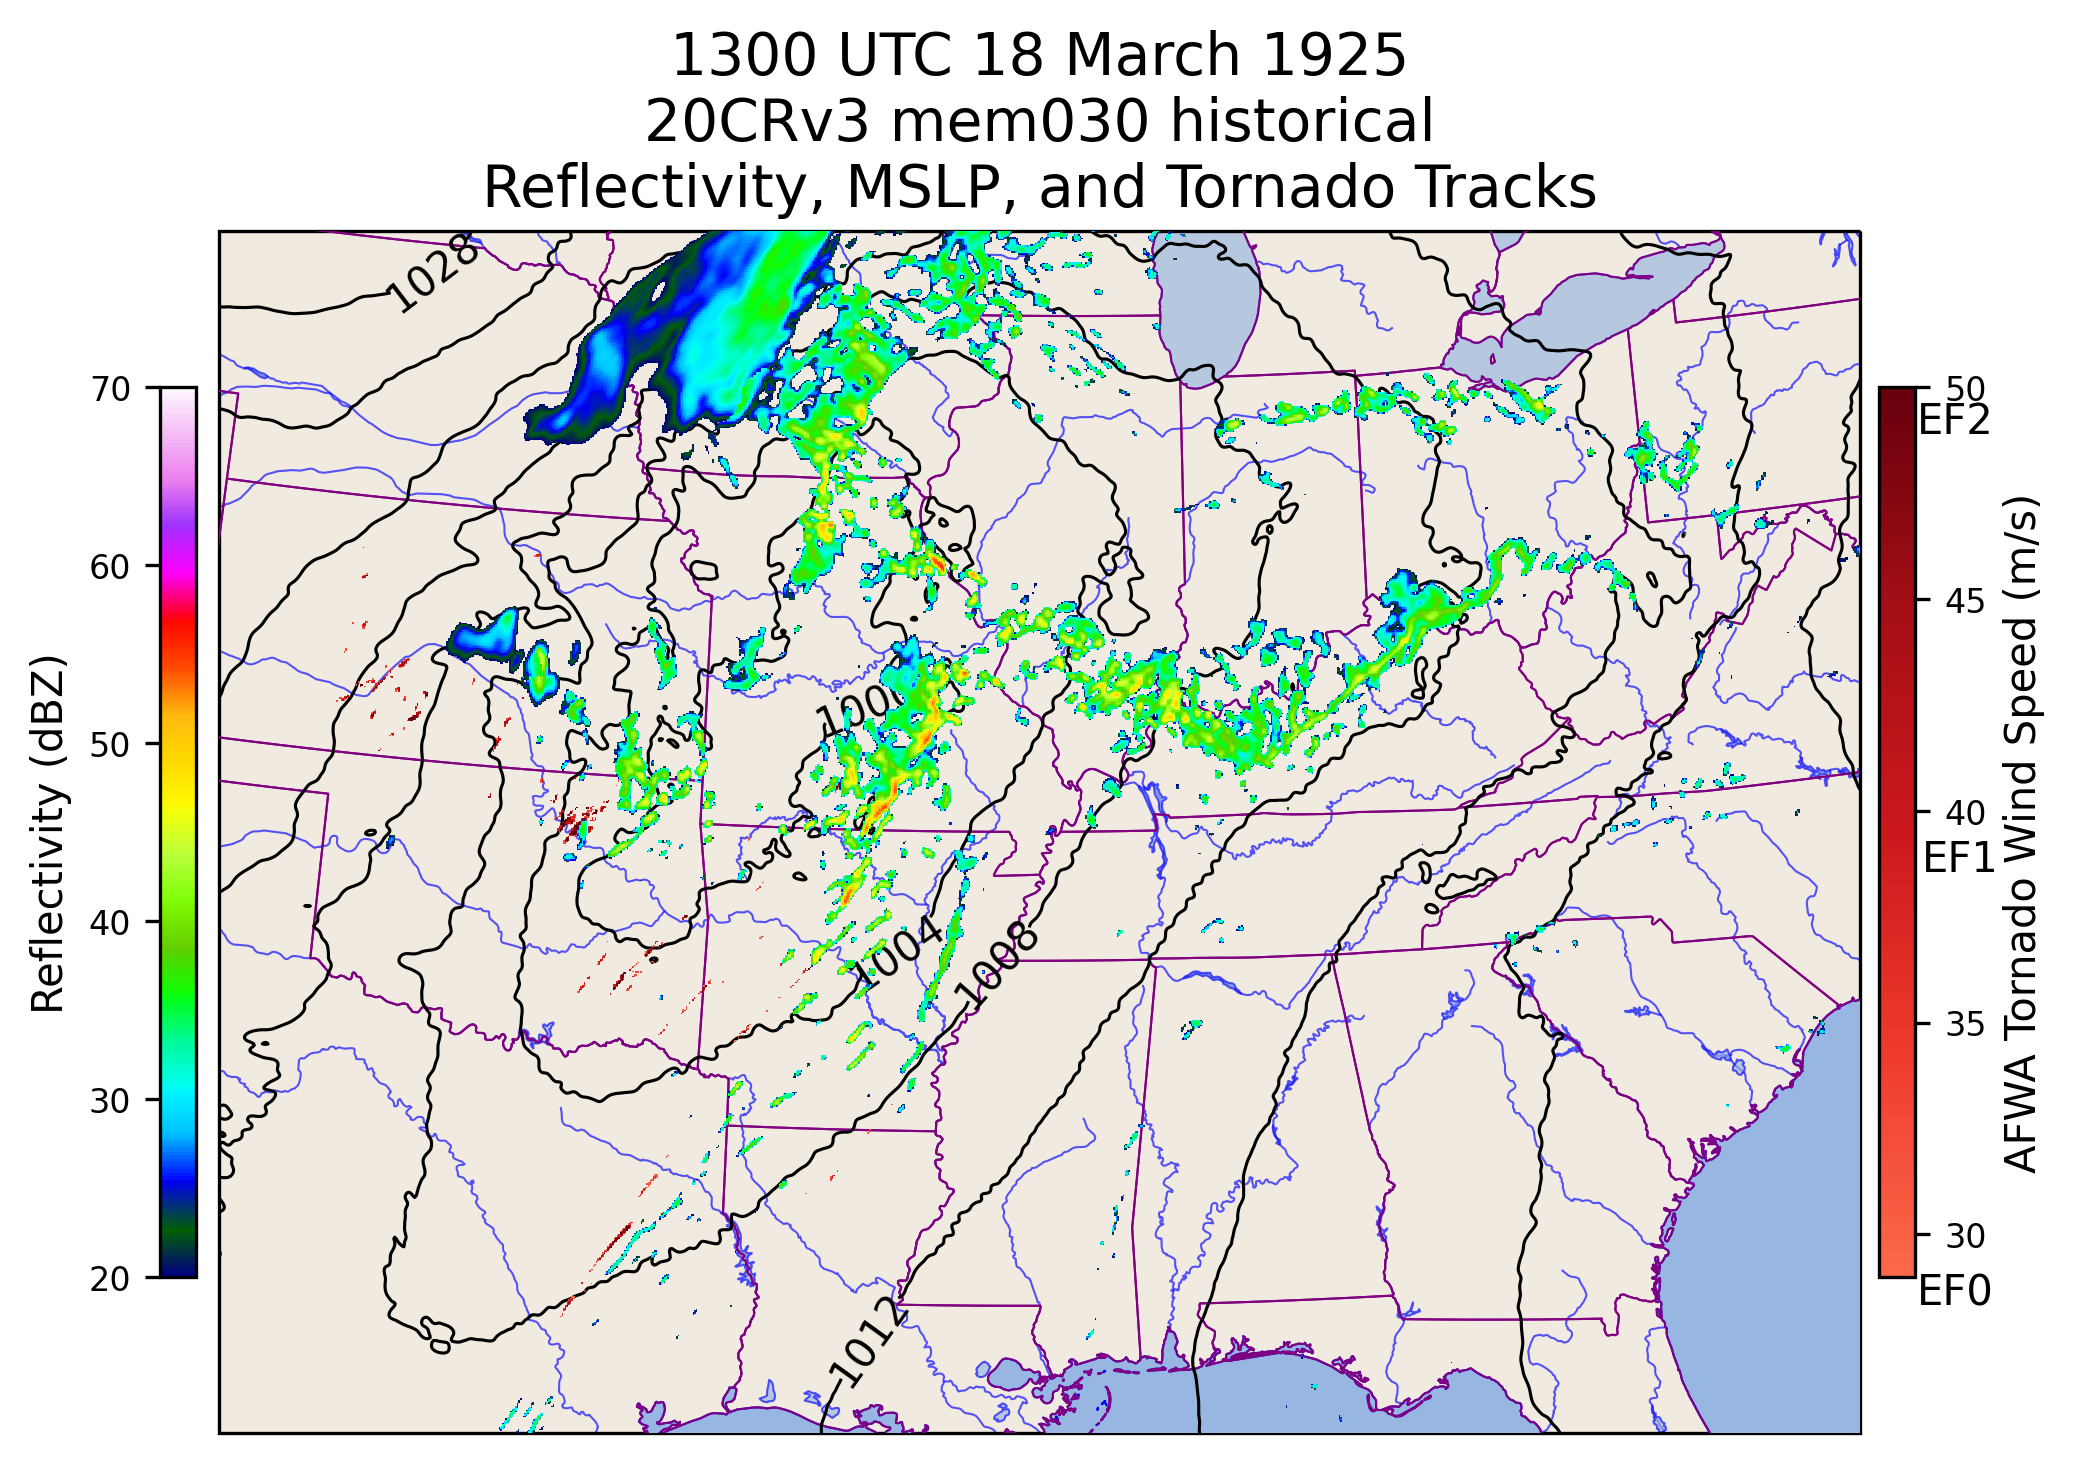 1300 UTC 18 March 1925
20CRv3 mem030 historical
Reflectivity, MSLP, and Tornado Tracks
1028
1000
1004
1008
1012
70
60
50
40
30
20
Reflectivity (dBZ)
50
EF2
45
40
EF1
35
30
EF0
AFWA Tornado Wind Speed (m/s)